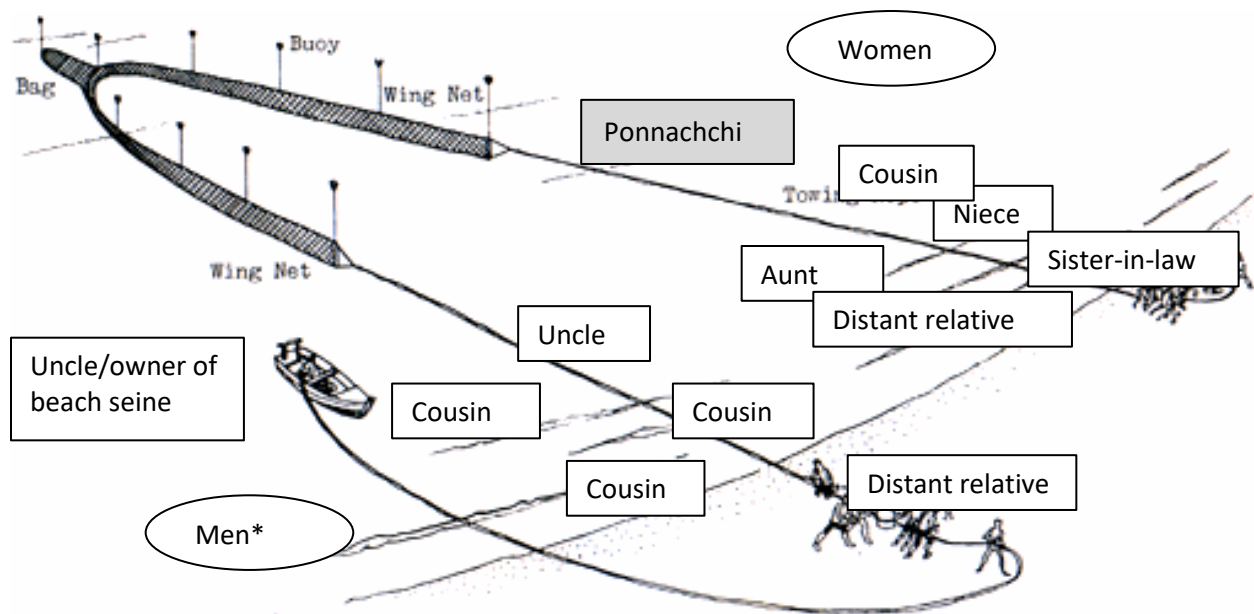 Women
Buoy
Bag
Wing Net
Ponnachchi
Cousin
Towing
Niece
Sister-in-law
Aunt
Wing Net
Distant relative
Uncle
Uncle/owner of
beach seine
Cousin
Cousin
Cousin
Distant relative
Men*